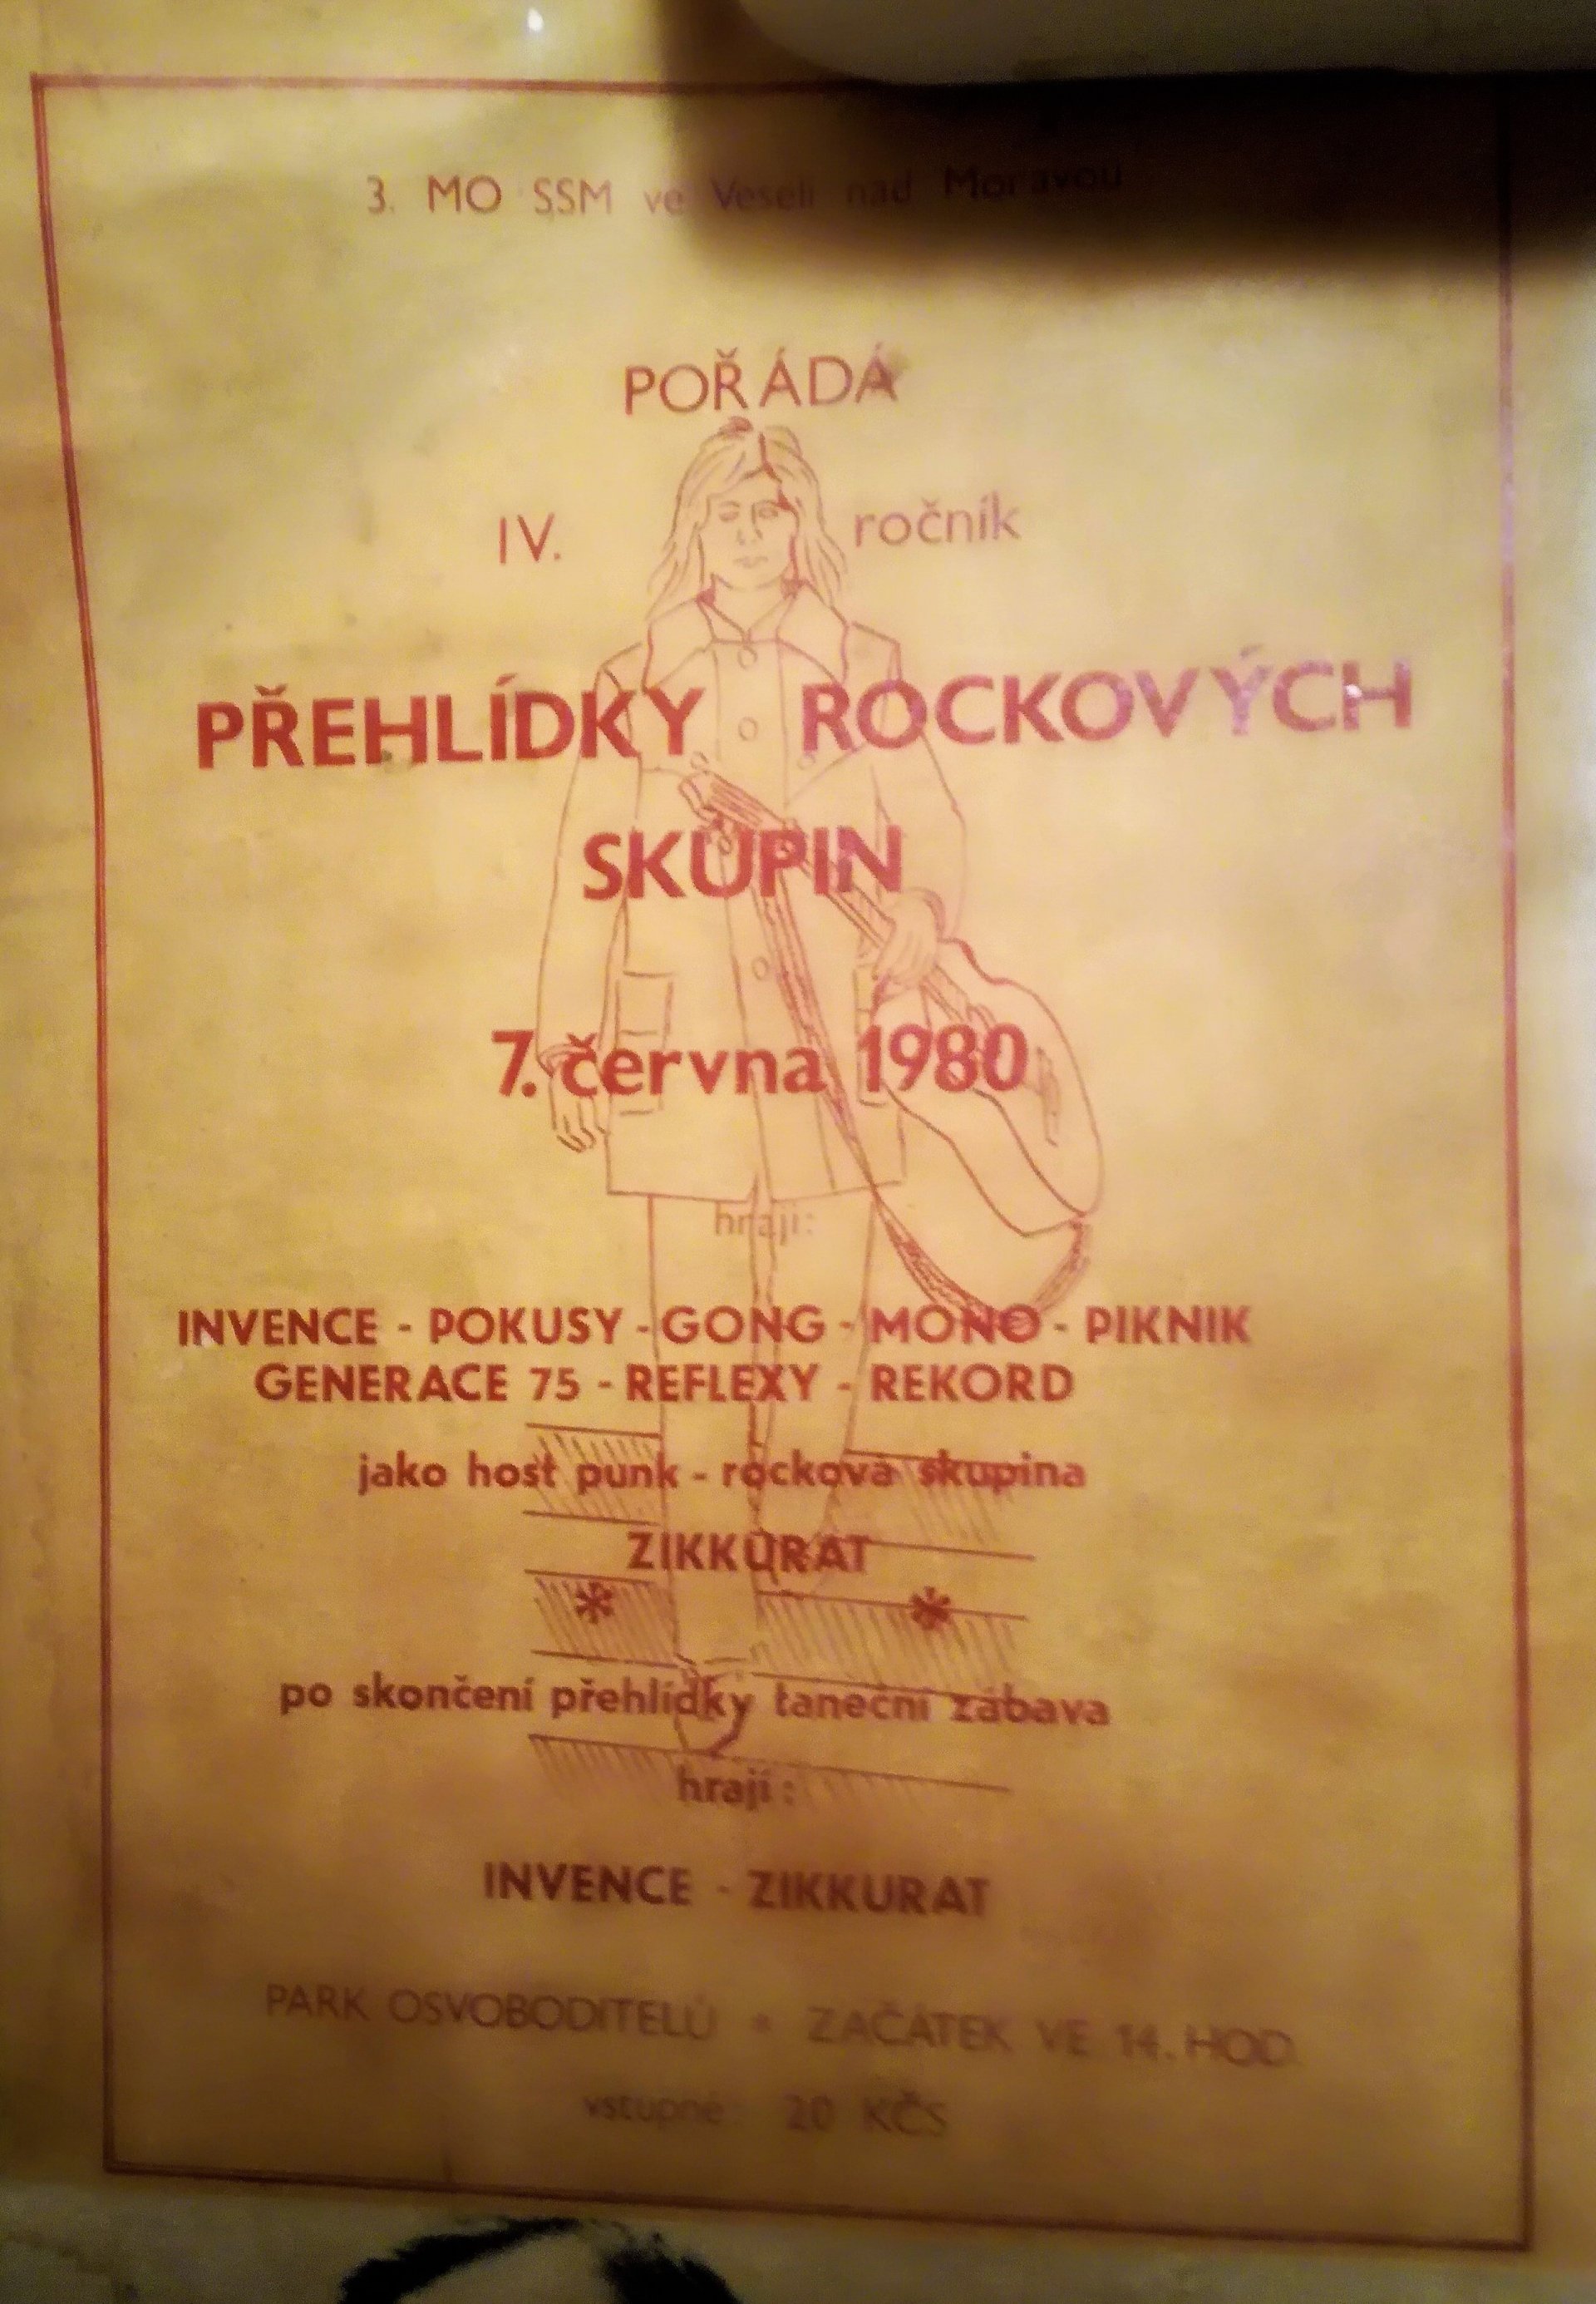 3. MO SSM ve Veselí nad Moravou
POŘÁDÁ
IV. ročník
PŘEHLÍDKY ROCKOVÝCH
SKUPIN
7. června 1980
hrají:
INVENCE - POKUSY - GONG - MONO - PIKNIK
GENERACE 75 - REFLEXY - REKORD
jako host punk - rocková skupina
ZIKKURAT
* *
po skončení přehlídky taneční zábava
hrají:
INVENCE - ZIKKURAT
PARK OSVOBODITELŮ * ZAČÁTEK VE 14. HOD.
vstupné: 20 KČS